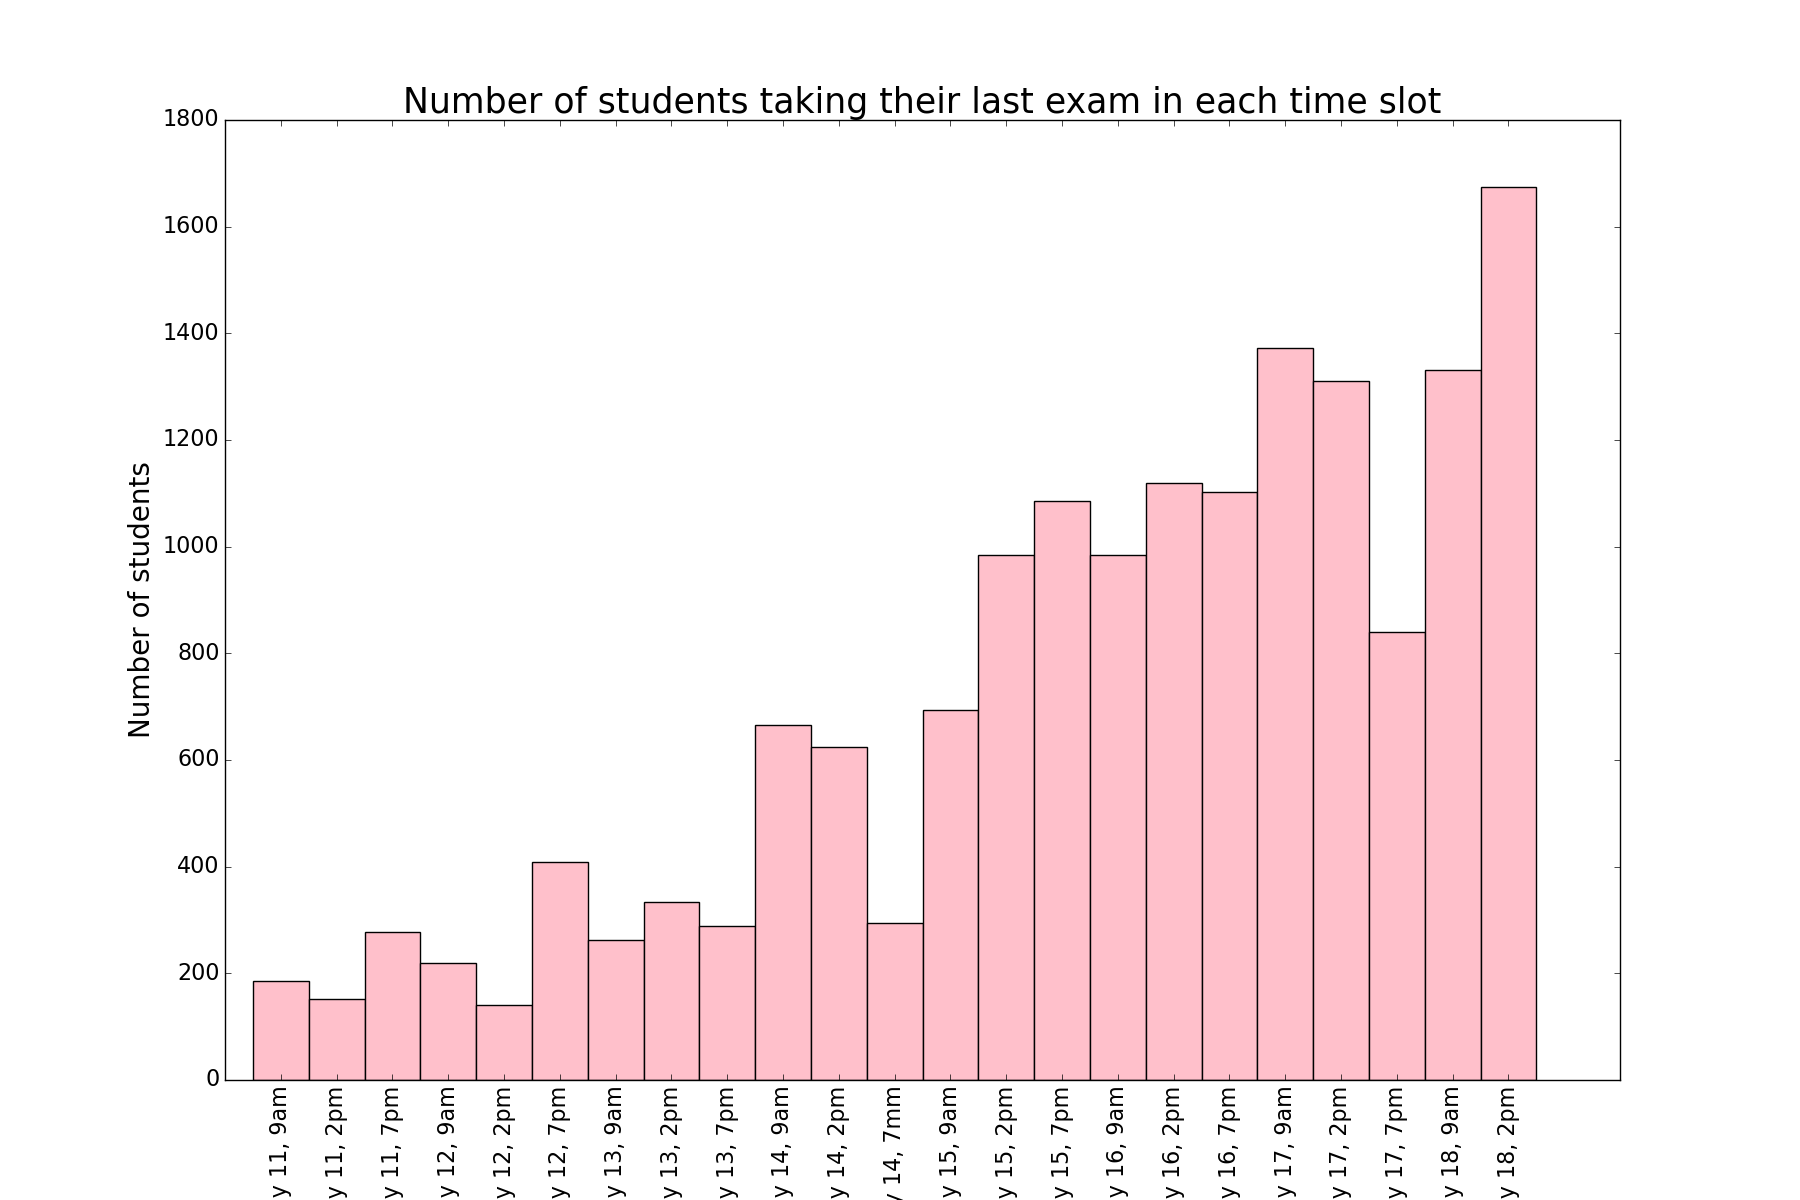 Number of students taking their last exam in each time slot
Number of students
1800
1600
1400
1200
1000
800
600
400
200
0
y 11, 9am
y 11, 2pm
y 11, 7pm
y 12, 9am
y 12, 2pm
y 12, 7pm
y 13, 9am
y 13, 2pm
y 13, 7pm
y 14, 9am
y 14, 2pm
y 14, 7mm
y 15, 9am
y 15, 2pm
y 15, 7pm
y 16, 9am
y 16, 2pm
y 16, 7pm
y 17, 9am
y 17, 2pm
y 17, 7pm
y 18, 9am
y 18, 2pm